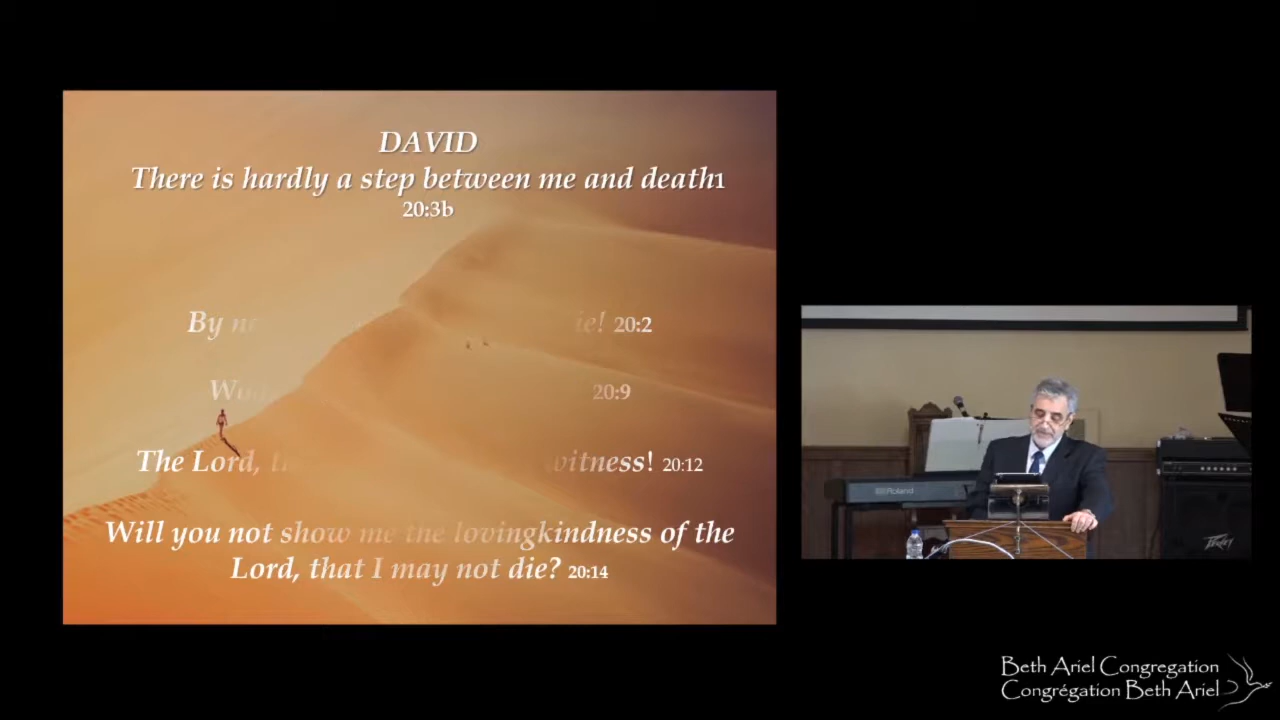 DAVID
There is hardly a step between me and death1
20:3b
By
20:2
20:9
The Lord, witness! 20:12
Will you not show me the lovingkindness of the
Lord, that I may not die? 20:14
Roland
PEAVEY
Beth Ariel Congregation
Congrégation Beth Ariel